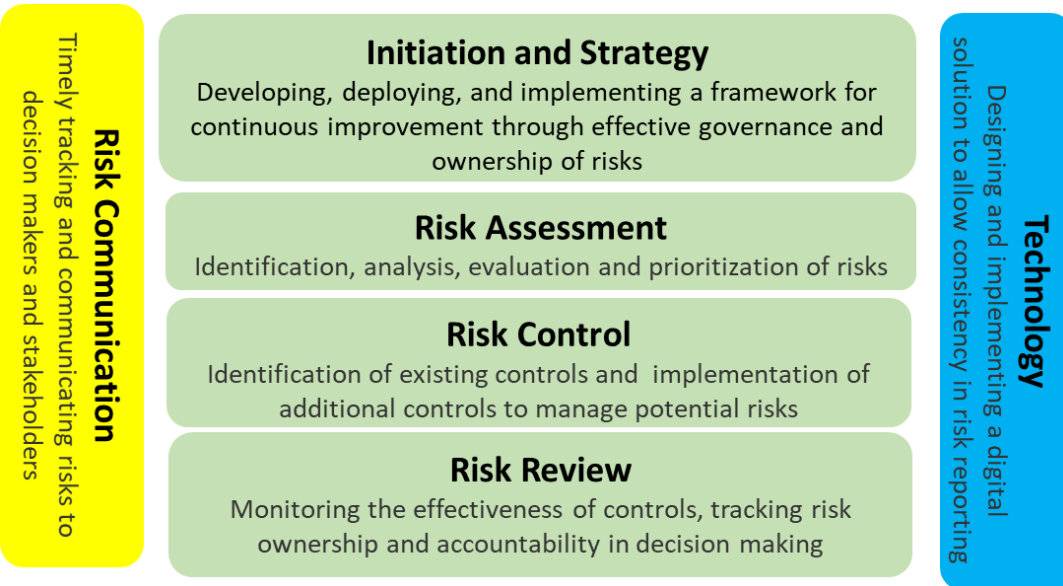 Risk Communication
Timely tracking and communicating risks to
decision makers and stakeholders
Initiation and Strategy
Developing, deploying, and implementing a framework for
continuous improvement through effective governance and
ownership of risks
Risk Assessment
Identification, analysis, evaluation and prioritization of risks
Risk Control
Identification of existing controls and  implementation of
additional controls to manage potential risks
Risk Review
Monitoring the effectiveness of controls, tracking risk
ownership and accountability in decision making
Technology
Designing and implementing a digital
solution to allow consistency in risk reporting